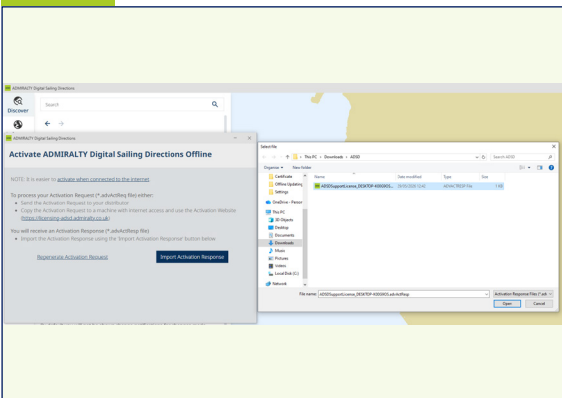 ADMIRALTY Digital Sailing Directions
Discover
Search
ADMIRALTY Digital Sailing Directions
Activate ADMIRALTY Digital Sailing Directions Offline
NOTE: It is easier to activate when connected to the internet.
To process your Activation Request (*.advActReq file) either:
Send the Activation Request to your distributor
Copy the Activation Request to a machine with internet access and use the Activation Website
(https://licensing-adsd.admiralty.co.uk)
You will receive an Activation Response (*.advActResp file)
Import the Activation Response using the 'Import Activation Response' button below.
Regenerate Activation Request
Import Activation Response
Select file
This PC > Downloads > ADSD
Search ADSD
Organise
New folder
Name
Date modified
Type
Size
Certificate
Offline Updating
Settings
OneDrive - Person
This PC
3D Objects
Desktop
Documents
Downloads
Music
Pictures
Videos
Local Disk (C:)
Network
1 KB
File name:
Activation Response Files (*.adv
Open
Cancel